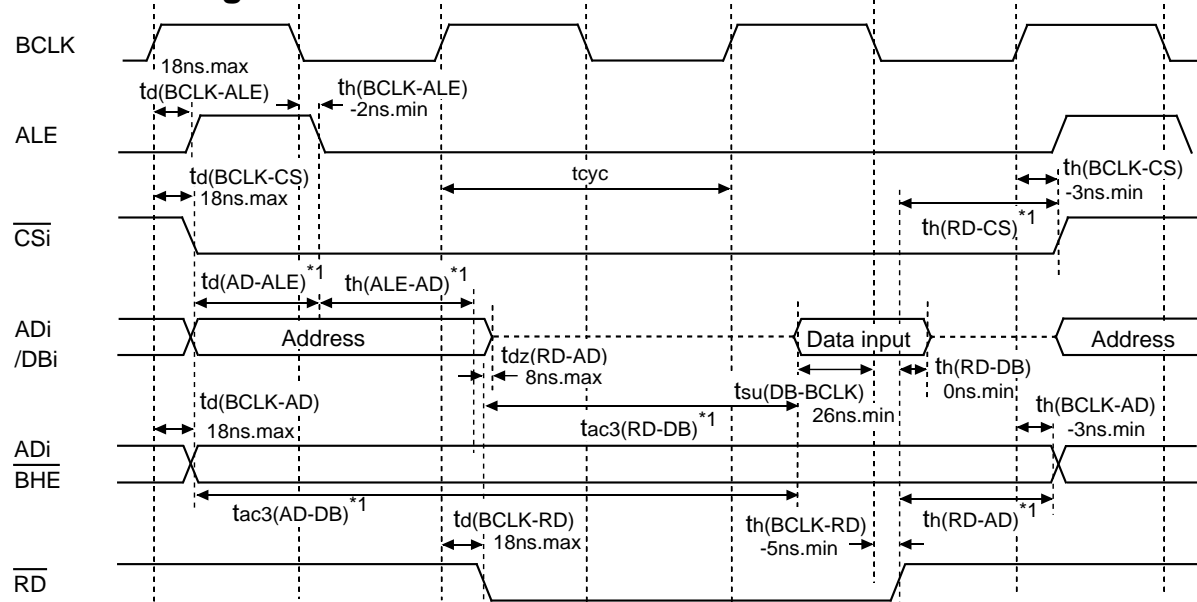 BCLK
18ns.max
td(BCLK-ALE)
th(BCLK-ALE)
-2ns.min
ALE
td(BCLK-CS)
18ns.max
tcyc
th(BCLK-CS)
-3ns.min
th(RD-CS)*1
CSi
td(AD-ALE)*1
th(ALE-AD)*1
ADi
/DBi
Address
Data input
Address
tdz(RD-AD)
8ns.max
th(RD-DB)
0ns.min
tsu(DB-BCLK)
26ns.min
td(BCLK-AD)
18ns.max
tac3(RD-DB)*1
th(BCLK-AD)
-3ns.min
ADi
BHE
tac3(AD-DB)*1
td(BCLK-RD)
18ns.max
th(BCLK-RD)
-5ns.min
th(RD-AD)*1
RD